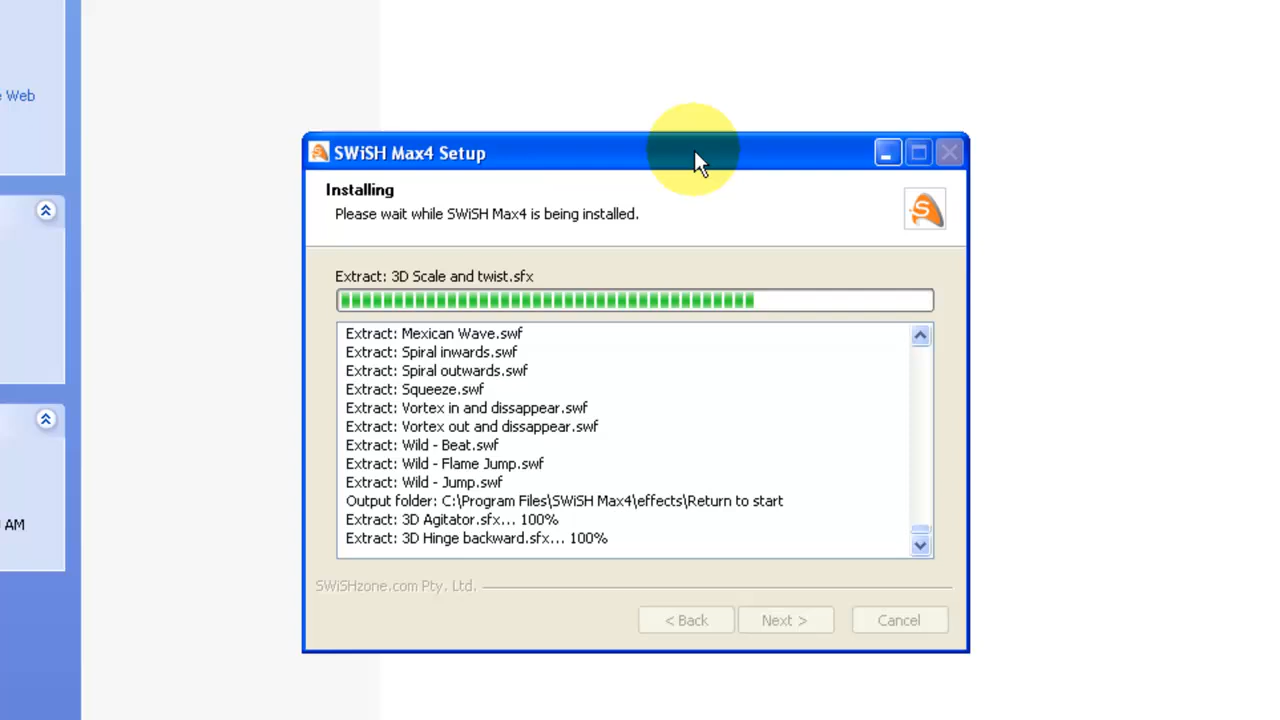 e Web
SWiSH Max4 Setup
Installing
Please wait while SWiSH Max4 is being installed.
S
Extract: 3D Scale and twist.sfx
Extract: Mexican Wave.swf
Extract: Spiral inwards.swf
Extract: Spiral outwards.swf
Extract: Squeeze.swf
Extract: Vortex in and dissappear.swf
Extract: Vortex out and dissappear.swf
Extract: Wild - Beat.swf
Extract: Wild - Flame Jump.swf
Extract: Wild - Jump.swf
Output folder: C:\Program Files\SWiSH Max4\effects\Return to start
Extract: 3D Agitator.sfx... 100%
Extract: 3D Hinge backward.sfx... 100%
AM
SWiSHzone.com Pty. Ltd.
< Back
Next >
Cancel